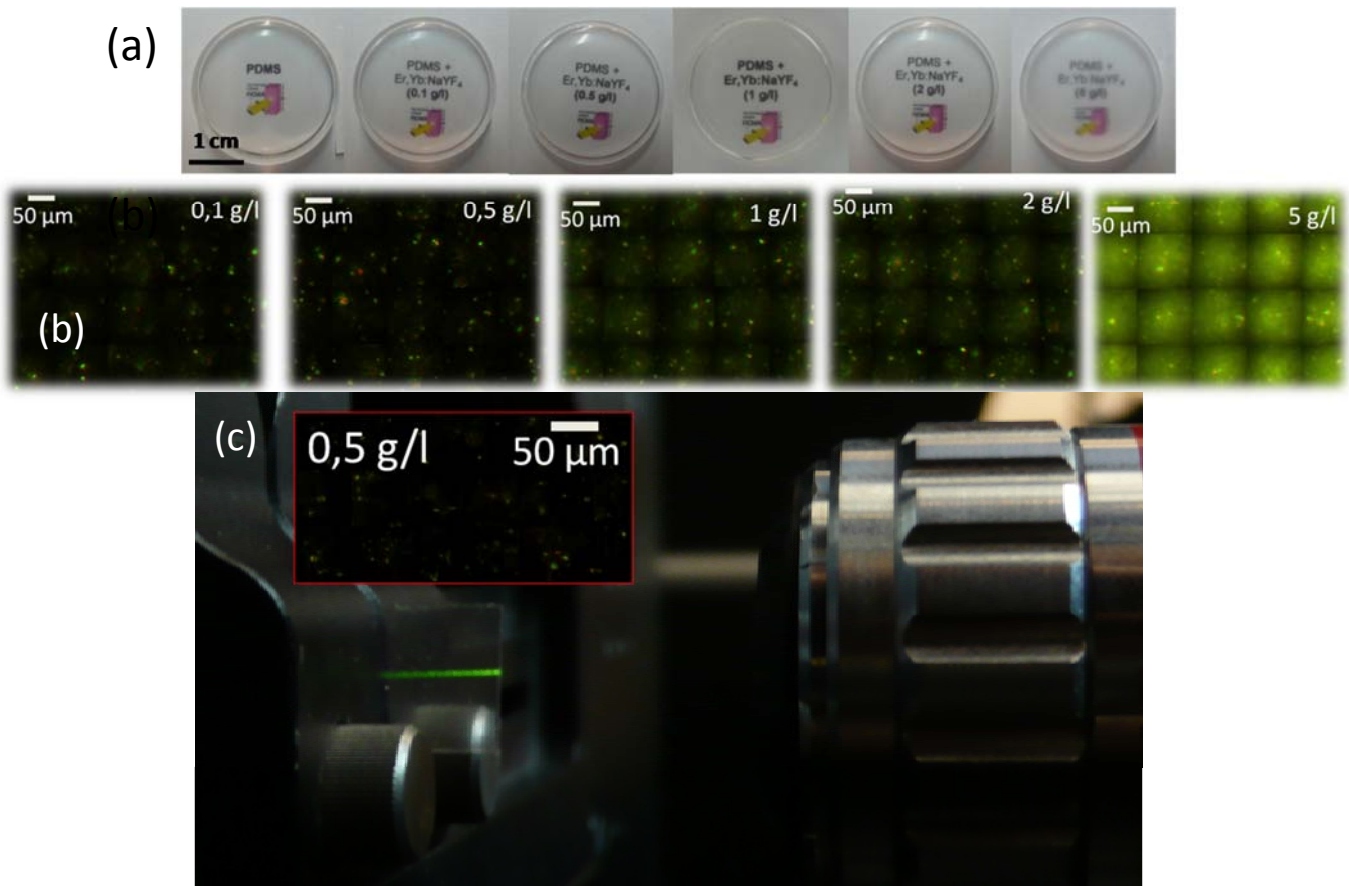 (a)
PDMS
1 cm
PDMS +
Er,Yb:NaYF₄
(0.1 g/l)
PDMS +
Er,Yb:NaYF₄
(0.5 g/l)
PDMS +
Er,Yb:NaYF₄
(1 g/l)
PDMS +
Er,Yb:NaYF₄
(2 g/l)
PDMS +
Er,Yb:NaYF₄
(b)
50 µm
0,1 g/l
50 µm
0,5 g/l
50 µm
1 g/l
50 µm
2 g/l
50 µm
5 g/l
(b)
(c)
0,5 g/l
50 µm